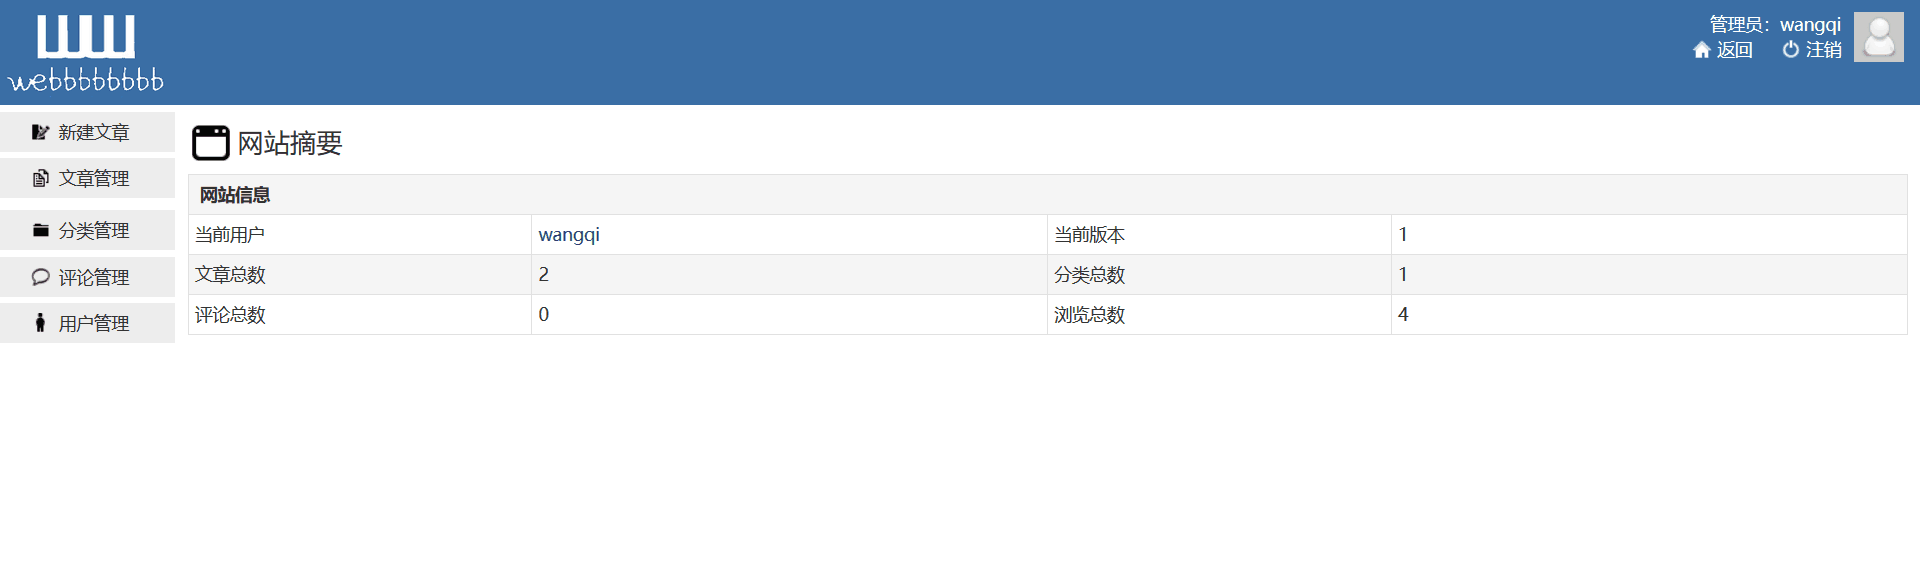 webbbbbbbb
管理员：wangqi
返回 注销
新建文章
文章管理
分类管理
评论管理
用户管理
网站摘要
网站信息
当前用户 wangqi 当前版本 1
文章总数 2 分类总数 1
评论总数 0 浏览总数 4